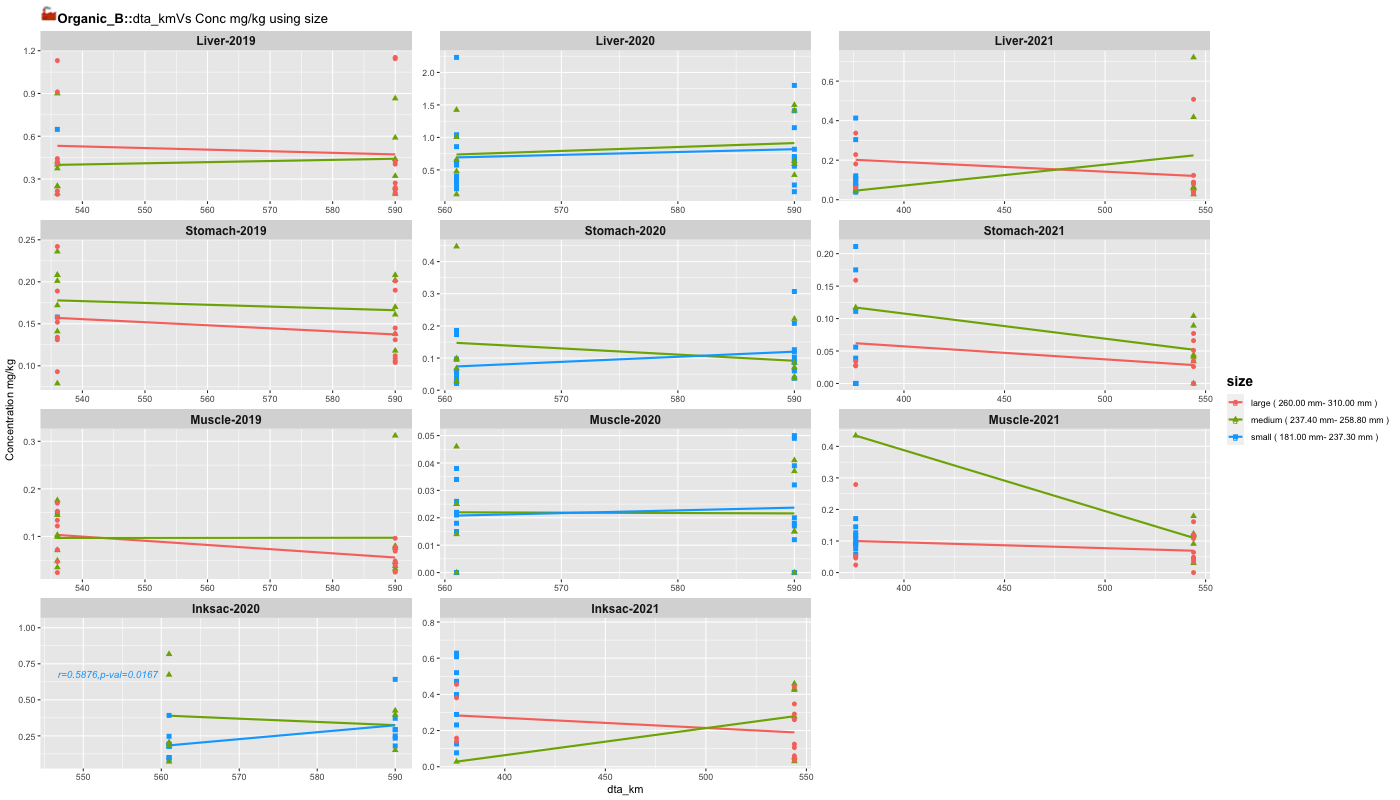 Organic_B::dta_kmVs Conc mg/kg using size
Liver-2019
Liver-2020
Liver-2021
1.2
0.9
0.6
0.3
540 550 560 570 580 590
2.0
1.5
1.0
0.5
560 570 580 590
0.6
0.4
0.2
0.0
400 450 500 550
Stomach-2019
Stomach-2020
Stomach-2021
0.25
0.20
0.15
0.10
540 550 560 570 580 590
0.4
0.3
0.2
0.1
0.0
560 570 580 590
0.20
0.15
0.10
0.05
0.00
400 450 500 550
Concentration mg/kg
Muscle-2019
Muscle-2020
Muscle-2021
0.3
0.2
0.1
540 550 560 570 580 590
0.05
0.04
0.03
0.02
0.01
0.00
560 570 580 590
0.4
0.3
0.2
0.1
0.0
400 450 500 550
Inksac-2020
Inksac-2021
1.00
0.75
0.50
0.25
r=0.5876,p-val=0.0167
550 560 570 580 590
0.8
0.6
0.4
0.2
0.0
400 450 500 550
dta_km
size
large ( 260.00 mm- 310.00 mm )
medium ( 237.40 mm- 258.80 mm )
small ( 181.00 mm- 237.30 mm )